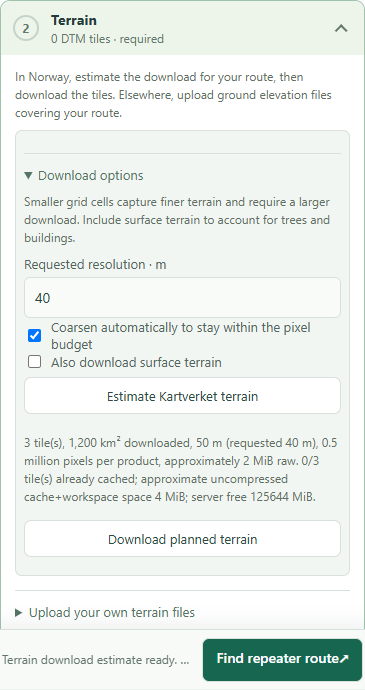 2
Terrain
0 DTM tiles · required
In Norway, estimate the download for your route, then
download the tiles. Elsewhere, upload ground elevation files
covering your route.
▼ Download options
Smaller grid cells capture finer terrain and require a larger
download. Include surface terrain to account for trees and
buildings.
Requested resolution · m
40
Coarsen automatically to stay within the pixel
budget
Also download surface terrain
Estimate Kartverket terrain
3 tile(s), 1,200 km² downloaded, 50 m (requested 40 m), 0.5
million pixels per product, approximately 2 MiB raw. 0/3
tile(s) already cached; approximate uncompressed
cache+workspace space 4 MiB; server free 125644 MiB.
Download planned terrain
▶ Upload your own terrain files
Terrain download estimate ready. ...
Find repeater route↗